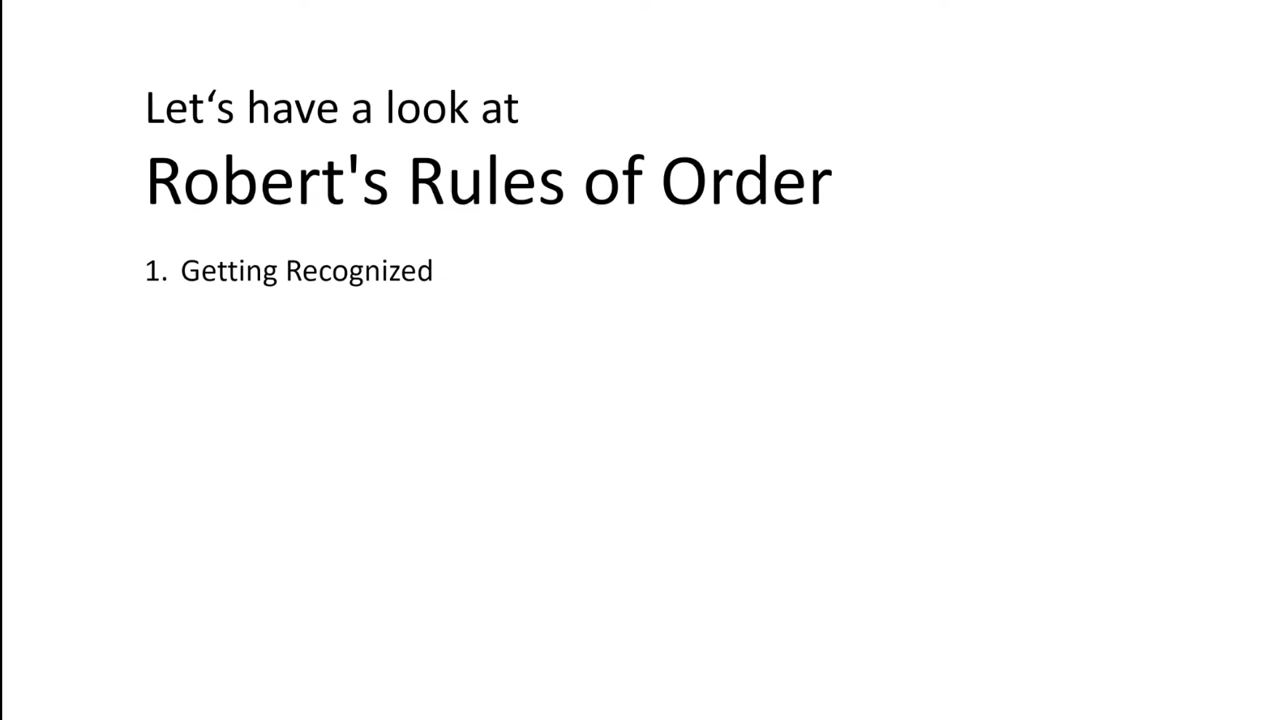 Let‘s have a look at
Robert's Rules of Order
1. Getting Recognized